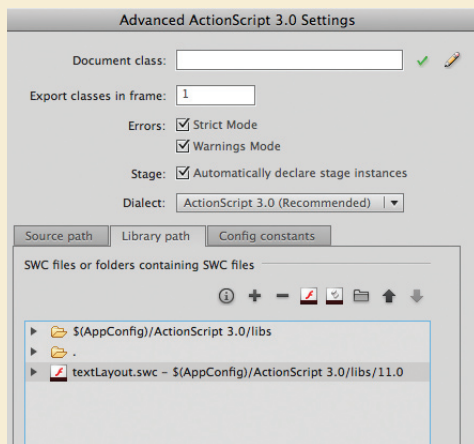 Advanced ActionScript 3.0 Settings
Document class:
Export classes in frame: 1
Errors: Strict Mode
Warnings Mode
Stage: Automatically declare stage instances
Dialect: ActionScript 3.0 (Recommended)
Source path Library path Config constants
SWC files or folders containing SWC files
$(AppConfig)/ActionScript 3.0/libs
.
textLayout.swc – $(AppConfig)/ActionScript 3.0/libs/11.0